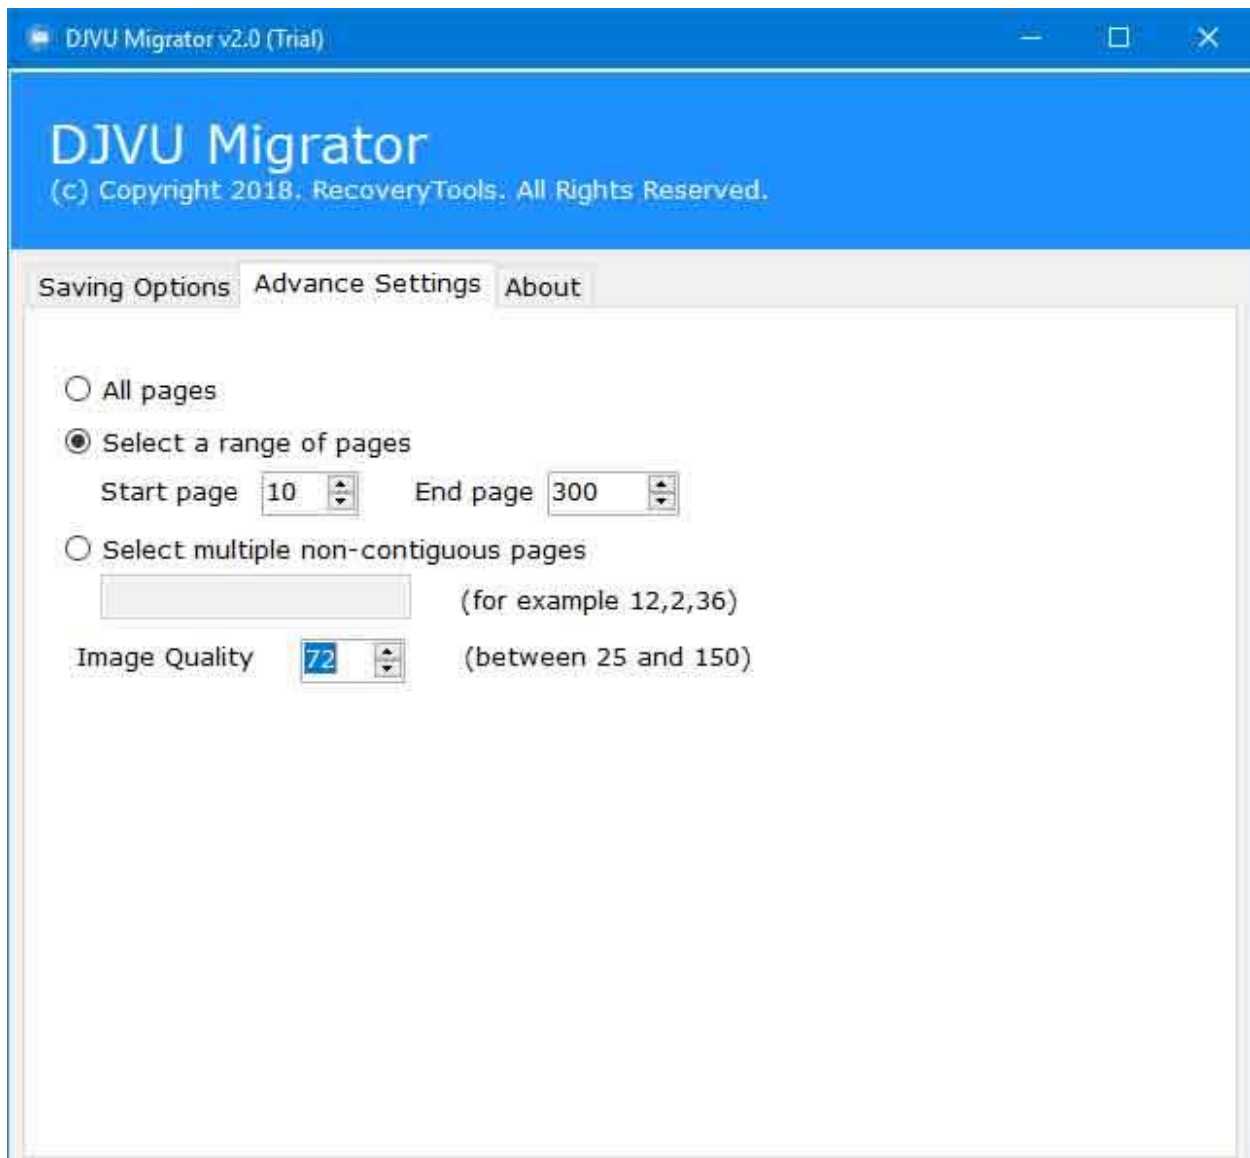 DJVU Migrator v2.0 (Trial)
DJVU Migrator
(c) Copyright 2018. RecoveryTools. All Rights Reserved.
Saving Options Advance Settings About
All pages
Select a range of pages
Start page 10 End page 300
Select multiple non-contiguous pages
(for example 12,2,36)
Image Quality 72 (between 25 and 150)